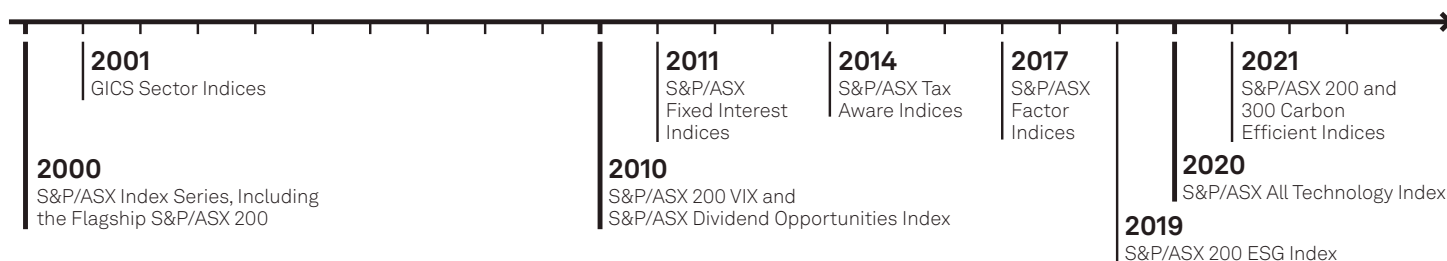 2001
GICS Sector Indices
2011
S&P/ASX
Fixed Interest
Indices
2014
S&P/ASX Tax
Aware Indices
2017
S&P/ASX
Factor
Indices
2021
S&P/ASX 200 and
300 Carbon
Efficient Indices
2000
S&P/ASX Index Series, Including
the Flagship S&P/ASX 200
2010
S&P/ASX 200 VIX and
S&P/ASX Dividend Opportunities Index
2020
S&P/ASX All Technology Index
2019
S&P/ASX 200 ESG Index